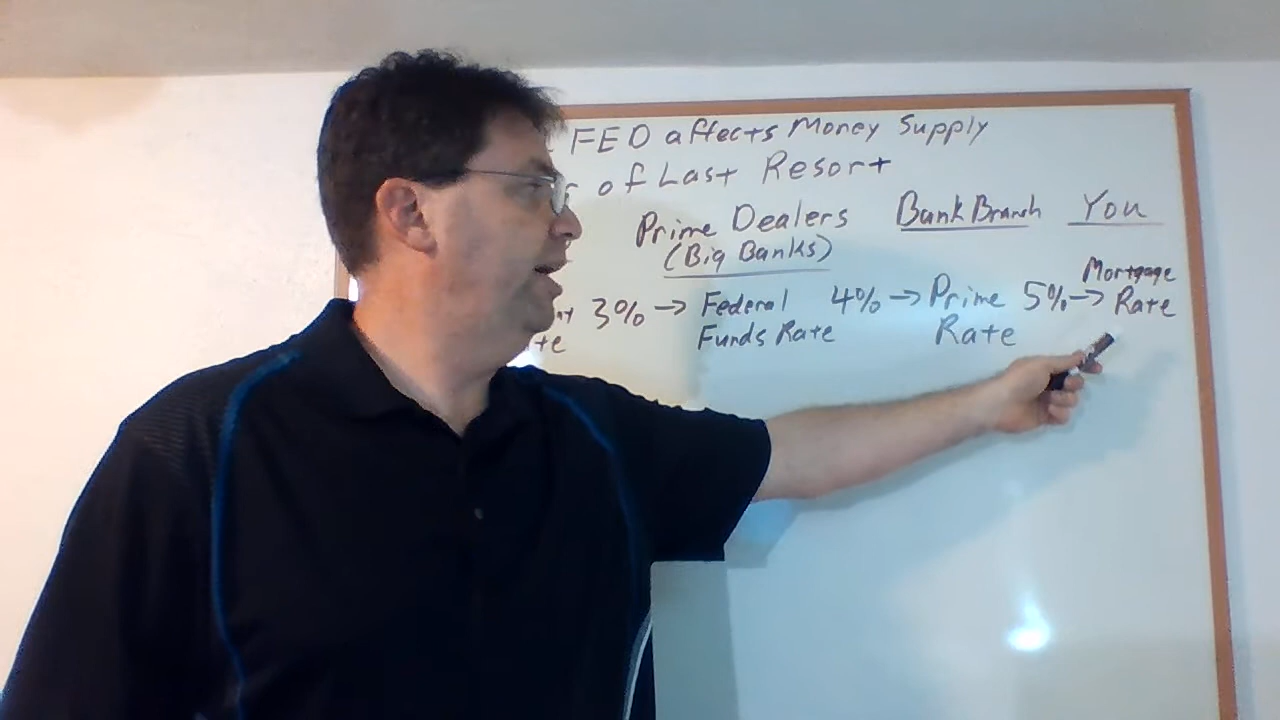 FED affects Money Supply
of Last Resort
Prime Dealers Bank Branch You
(Big Banks)
Mortgage
3% → Federal 4% → Prime 5% → Rate
Funds Rate Rate